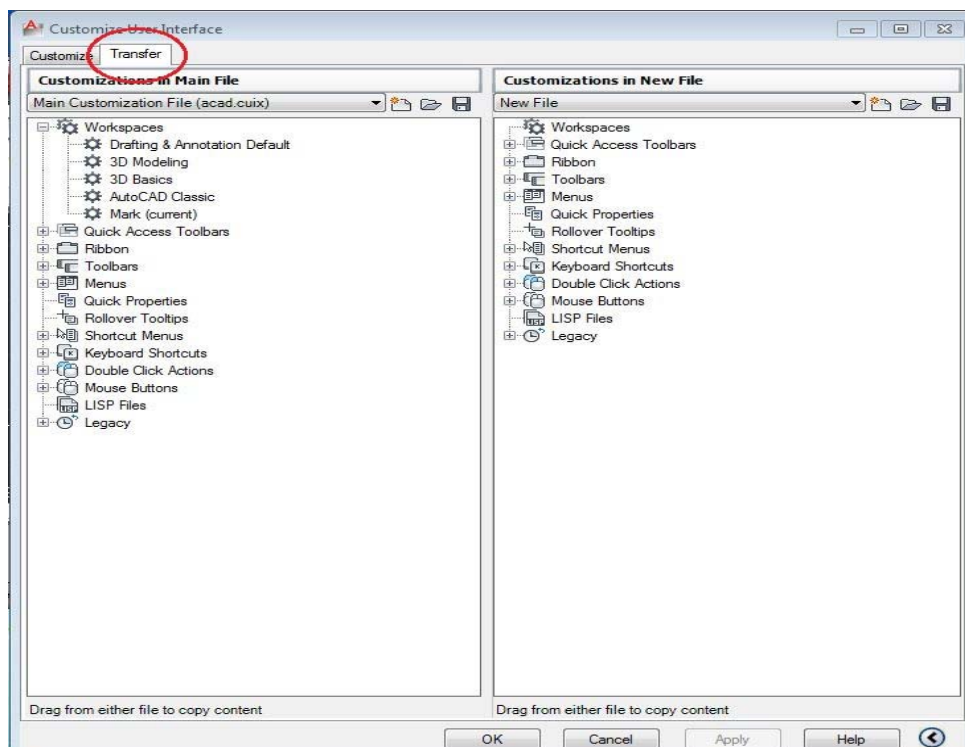 Customize User Interface
Customize
Transfer
Customizations in Main File
Main Customization File (acad.cuix)
Workspaces
Drafting & Annotation Default
3D Modeling
3D Basics
AutoCAD Classic
Mark (current)
Quick Access Toolbars
Ribbon
Toolbars
Menus
Quick Properties
Rollover Tooltips
Shortcut Menus
Keyboard Shortcuts
Double Click Actions
Mouse Buttons
LISP Files
Legacy
Drag from either file to copy content
Customizations in New File
New File
Workspaces
Quick Access Toolbars
Ribbon
Toolbars
Menus
Quick Properties
Rollover Tooltips
Shortcut Menus
Keyboard Shortcuts
Double Click Actions
Mouse Buttons
LISP Files
Legacy
Drag from either file to copy content
OK
Cancel
Apply
Help